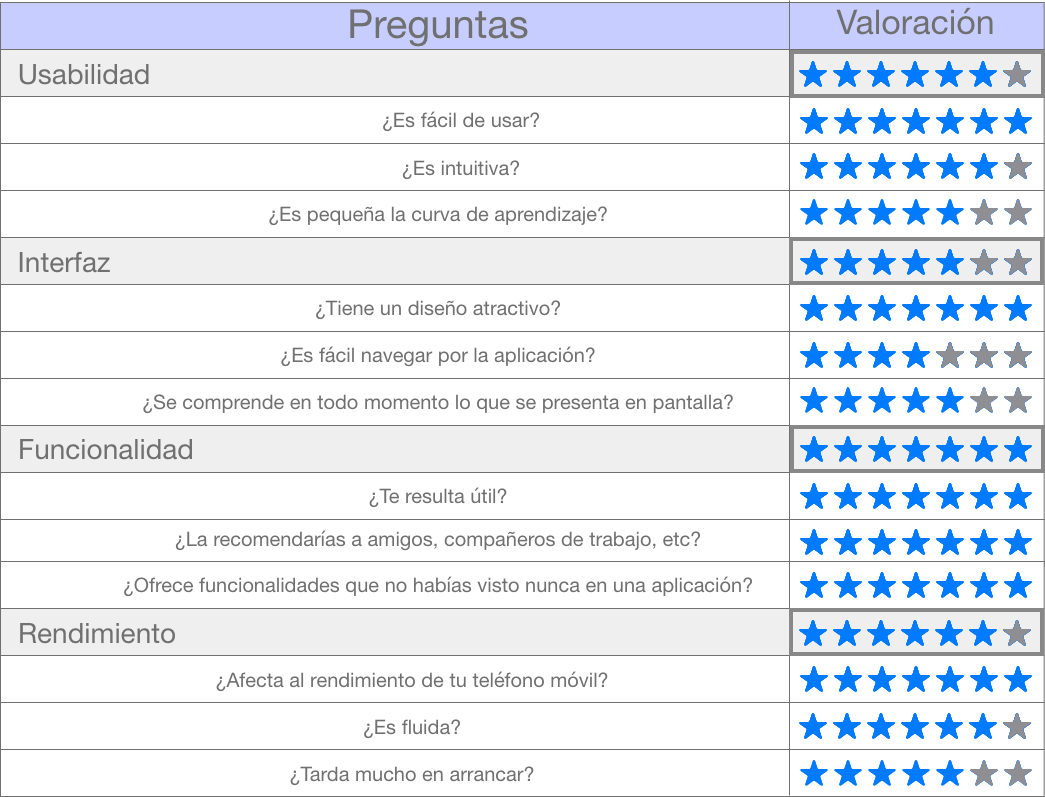 Preguntas Valoración
Usabilidad
¿Es fácil de usar?
¿Es intuitiva?
¿Es pequeña la curva de aprendizaje?
Interfaz
¿Tiene un diseño atractivo?
¿Es fácil navegar por la aplicación?
¿Se comprende en todo momento lo que se presenta en pantalla?
Funcionalidad
¿Te resulta útil?
¿La recomendarías a amigos, compañeros de trabajo, etc?
¿Ofrece funcionalidades que no habías visto nunca en una aplicación?
Rendimiento
¿Afecta al rendimiento de tu teléfono móvil?
¿Es fluida?
¿Tarda mucho en arrancar?